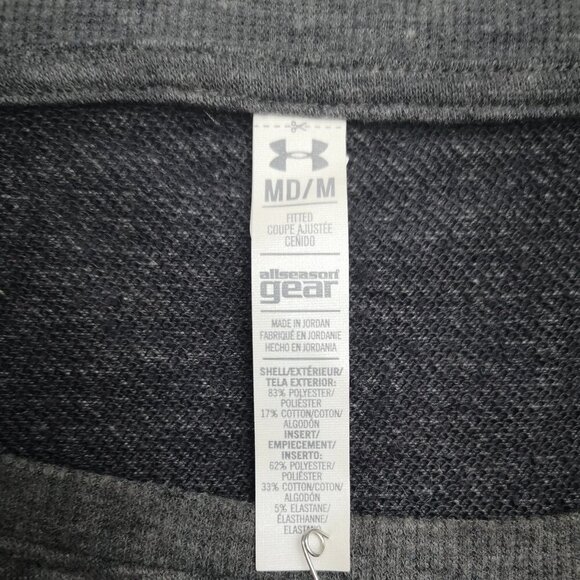 MD/M
FITTED
COUPE AJUSTÉE
CEÑIDO
allseason
gear
MADE IN JORDAN
FABRIQUÉ EN JORDANIE
HECHO EN JORDANIA
SHELL/EXTÉRIEUR/
TELA EXTERIOR:
83% POLYESTER/
POLIÉSTER
17% COTTON/COTON/
ALGODÓN
INSERT/
EMPIECEMENT/
INSERTO:
62% POLYESTER/
POLIÉSTER
33% COTTON/COTON/
ALGODÓN
5% ELASTANE/
ÉLASTHANNE/
ELASTANO